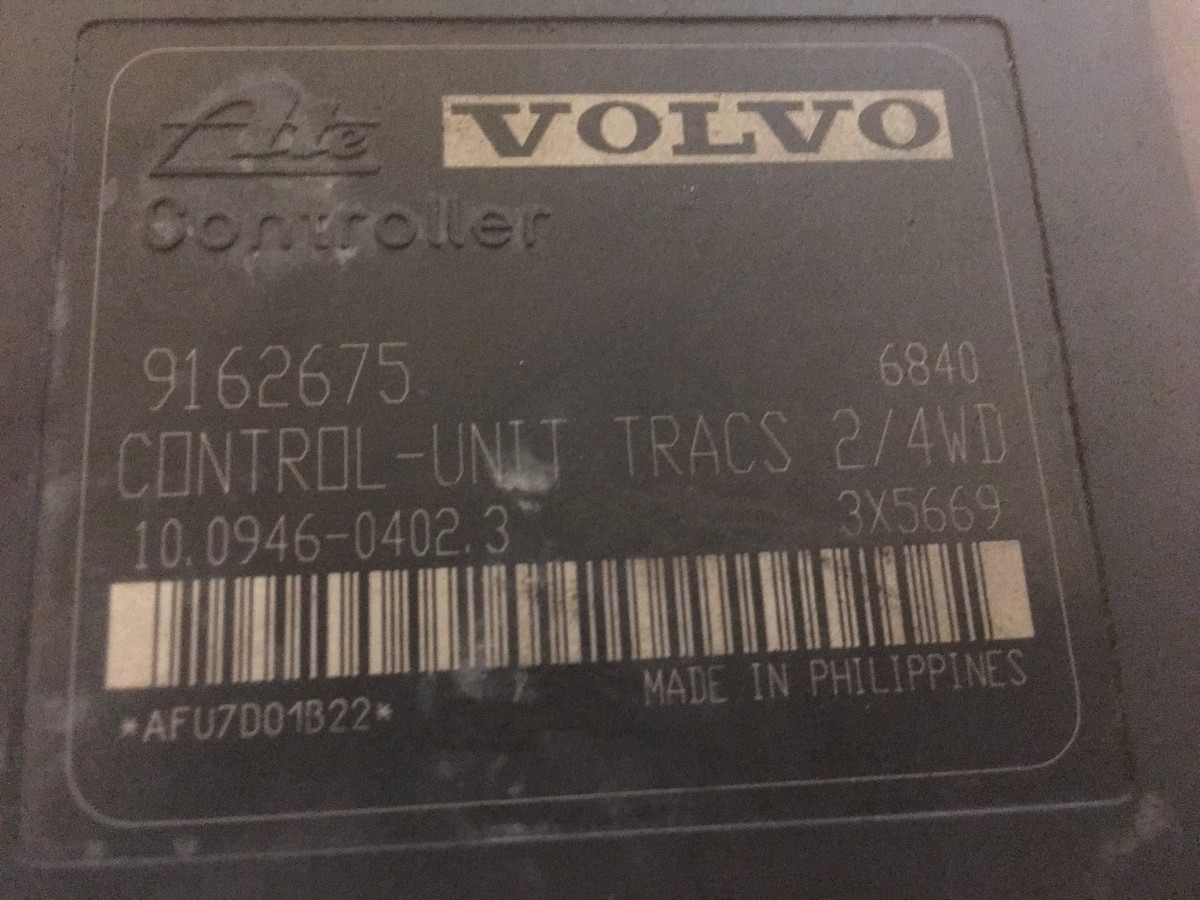 Ate VOLVO
Controller
9162675 6840
CONTROL-UNIT TRACS 2/4WD
10.0946-0402.3 3X5669
MADE IN PHILIPPINES
*AFU7D01B22*